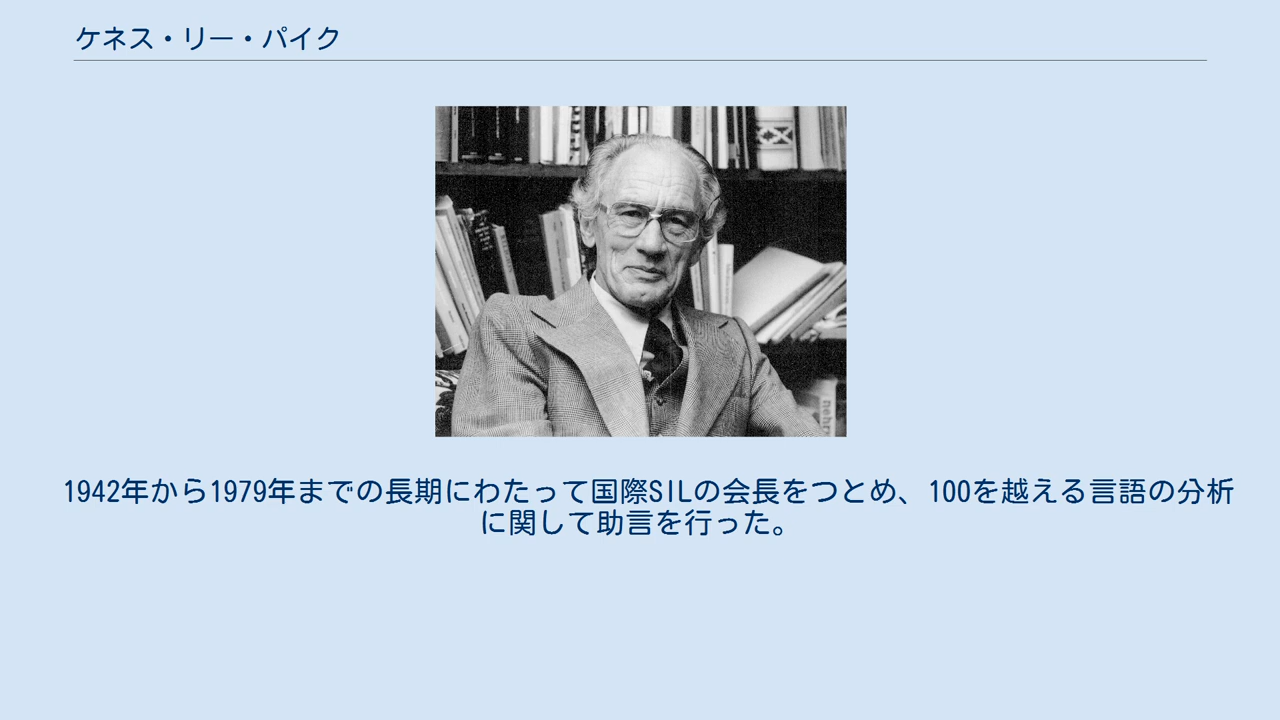 ケネス・リー・パイク
1942年から1979年までの長期にわたって国際SILの会長をつとめ、100を越える言語の分析
に関して助言を行った。